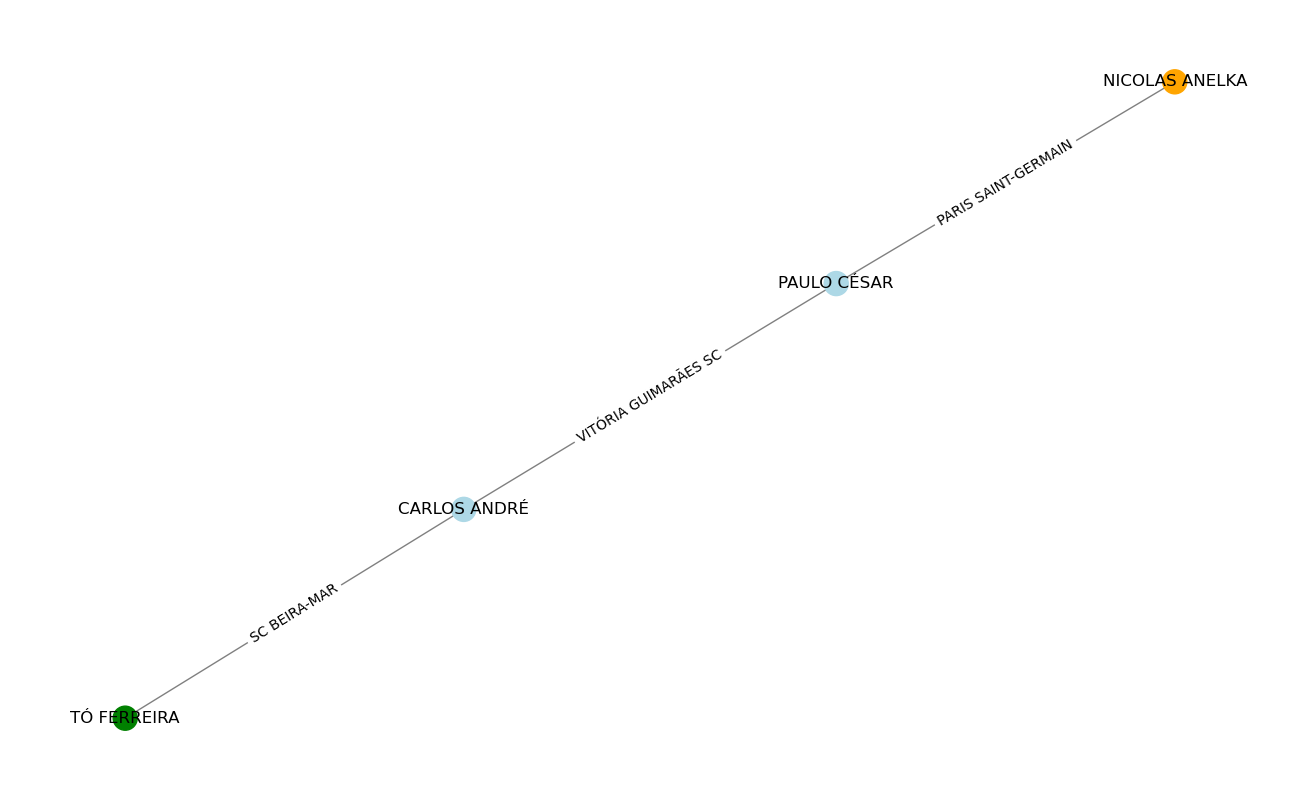 NICOLAS ANELKA
PARIS SAINT-GERMAIN
PAULO CÉSAR
VITÓRIA GUIMARÃES SC
CARLOS ANDRÉ
SC BEIRA-MAR
TÓ FERREIRA